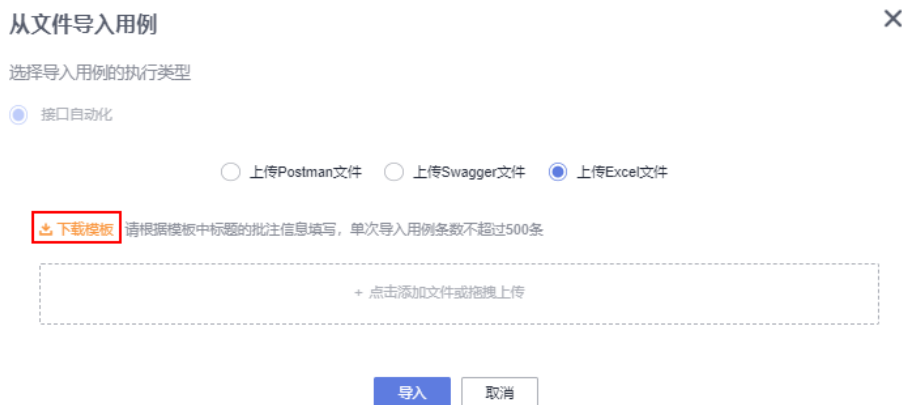 从文件导入用例
选择导入用例的执行类型
接口自动化
上传Postman文件 上传Swagger文件 上传Excel文件
下载模板 请根据模板中标题的批注信息填写，单次导入用例条数不超过500条
+ 点击添加文件或拖拽上传
导入 取消